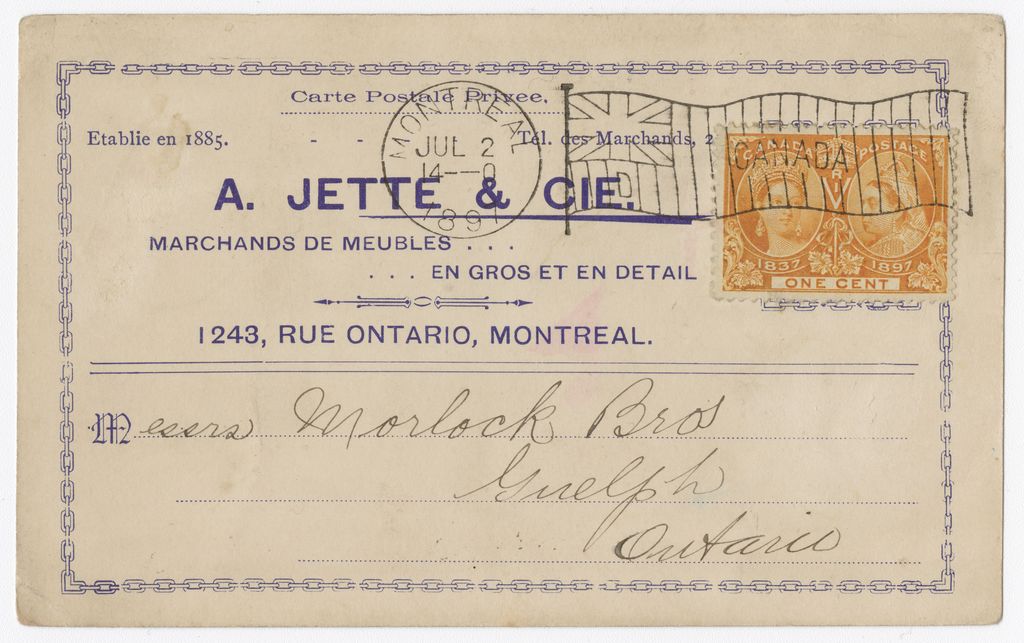 Carte Postale Privee.
Etablie en 1885. - - Tél. des Marchands, 2
A. JETTE & CIE.
MARCHANDS DE MEUBLES . . .
. . . EN GROS ET EN DETAIL
1243, RUE ONTARIO, MONTREAL.
MONTREAL
JUL 2
14--0
1897
D
CANADA
CANADA POSTAGE
1837 1897
ONE CENT
Messrs Morlock Bros
Guelph
Ontario